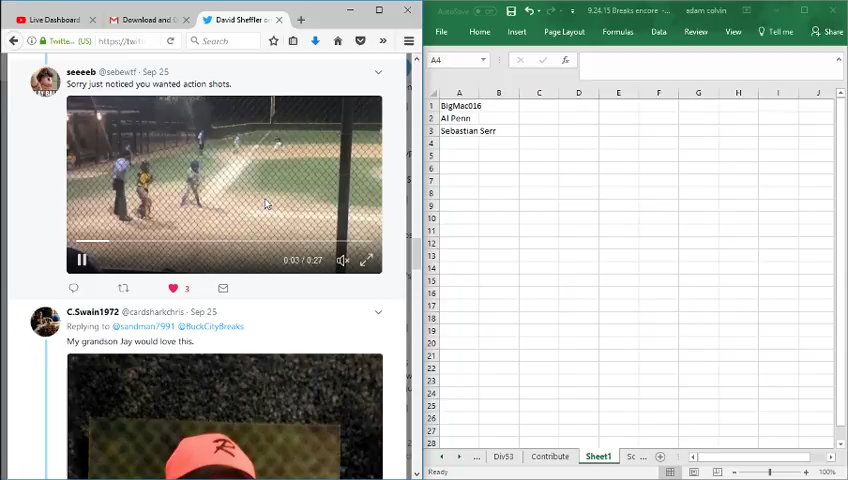 Live Dashboard
Download and
David Sheffler
Twitte...
https://twitt
Search
seeeeb @sebewtf · Sep 25
Sorry just noticed you wanted action shots.
0:03 / 0:27
3
C.Swain1972 @cardsharkchris · Sep 25
Replying to @sandman7991 @BuckCityBreaks
My grandson Jay would love this.
R
AutoSave Off
9.24.15 Breaks encore
adam colvin
File
Insert
Page Layout
Formulas
Data
Review
View
Tell me
Share
A4
fx
A B C D E F G H I J
1 BigMac016
2 Al Penn
3 Sebastian Serr
4
5
6
7
8
9
10
11
12
13
14
15
16
17
18
19
20
21
22
23
24
25
26
27
28
... Div53 Contribute Sheet1 Sc ...
Ready
100%